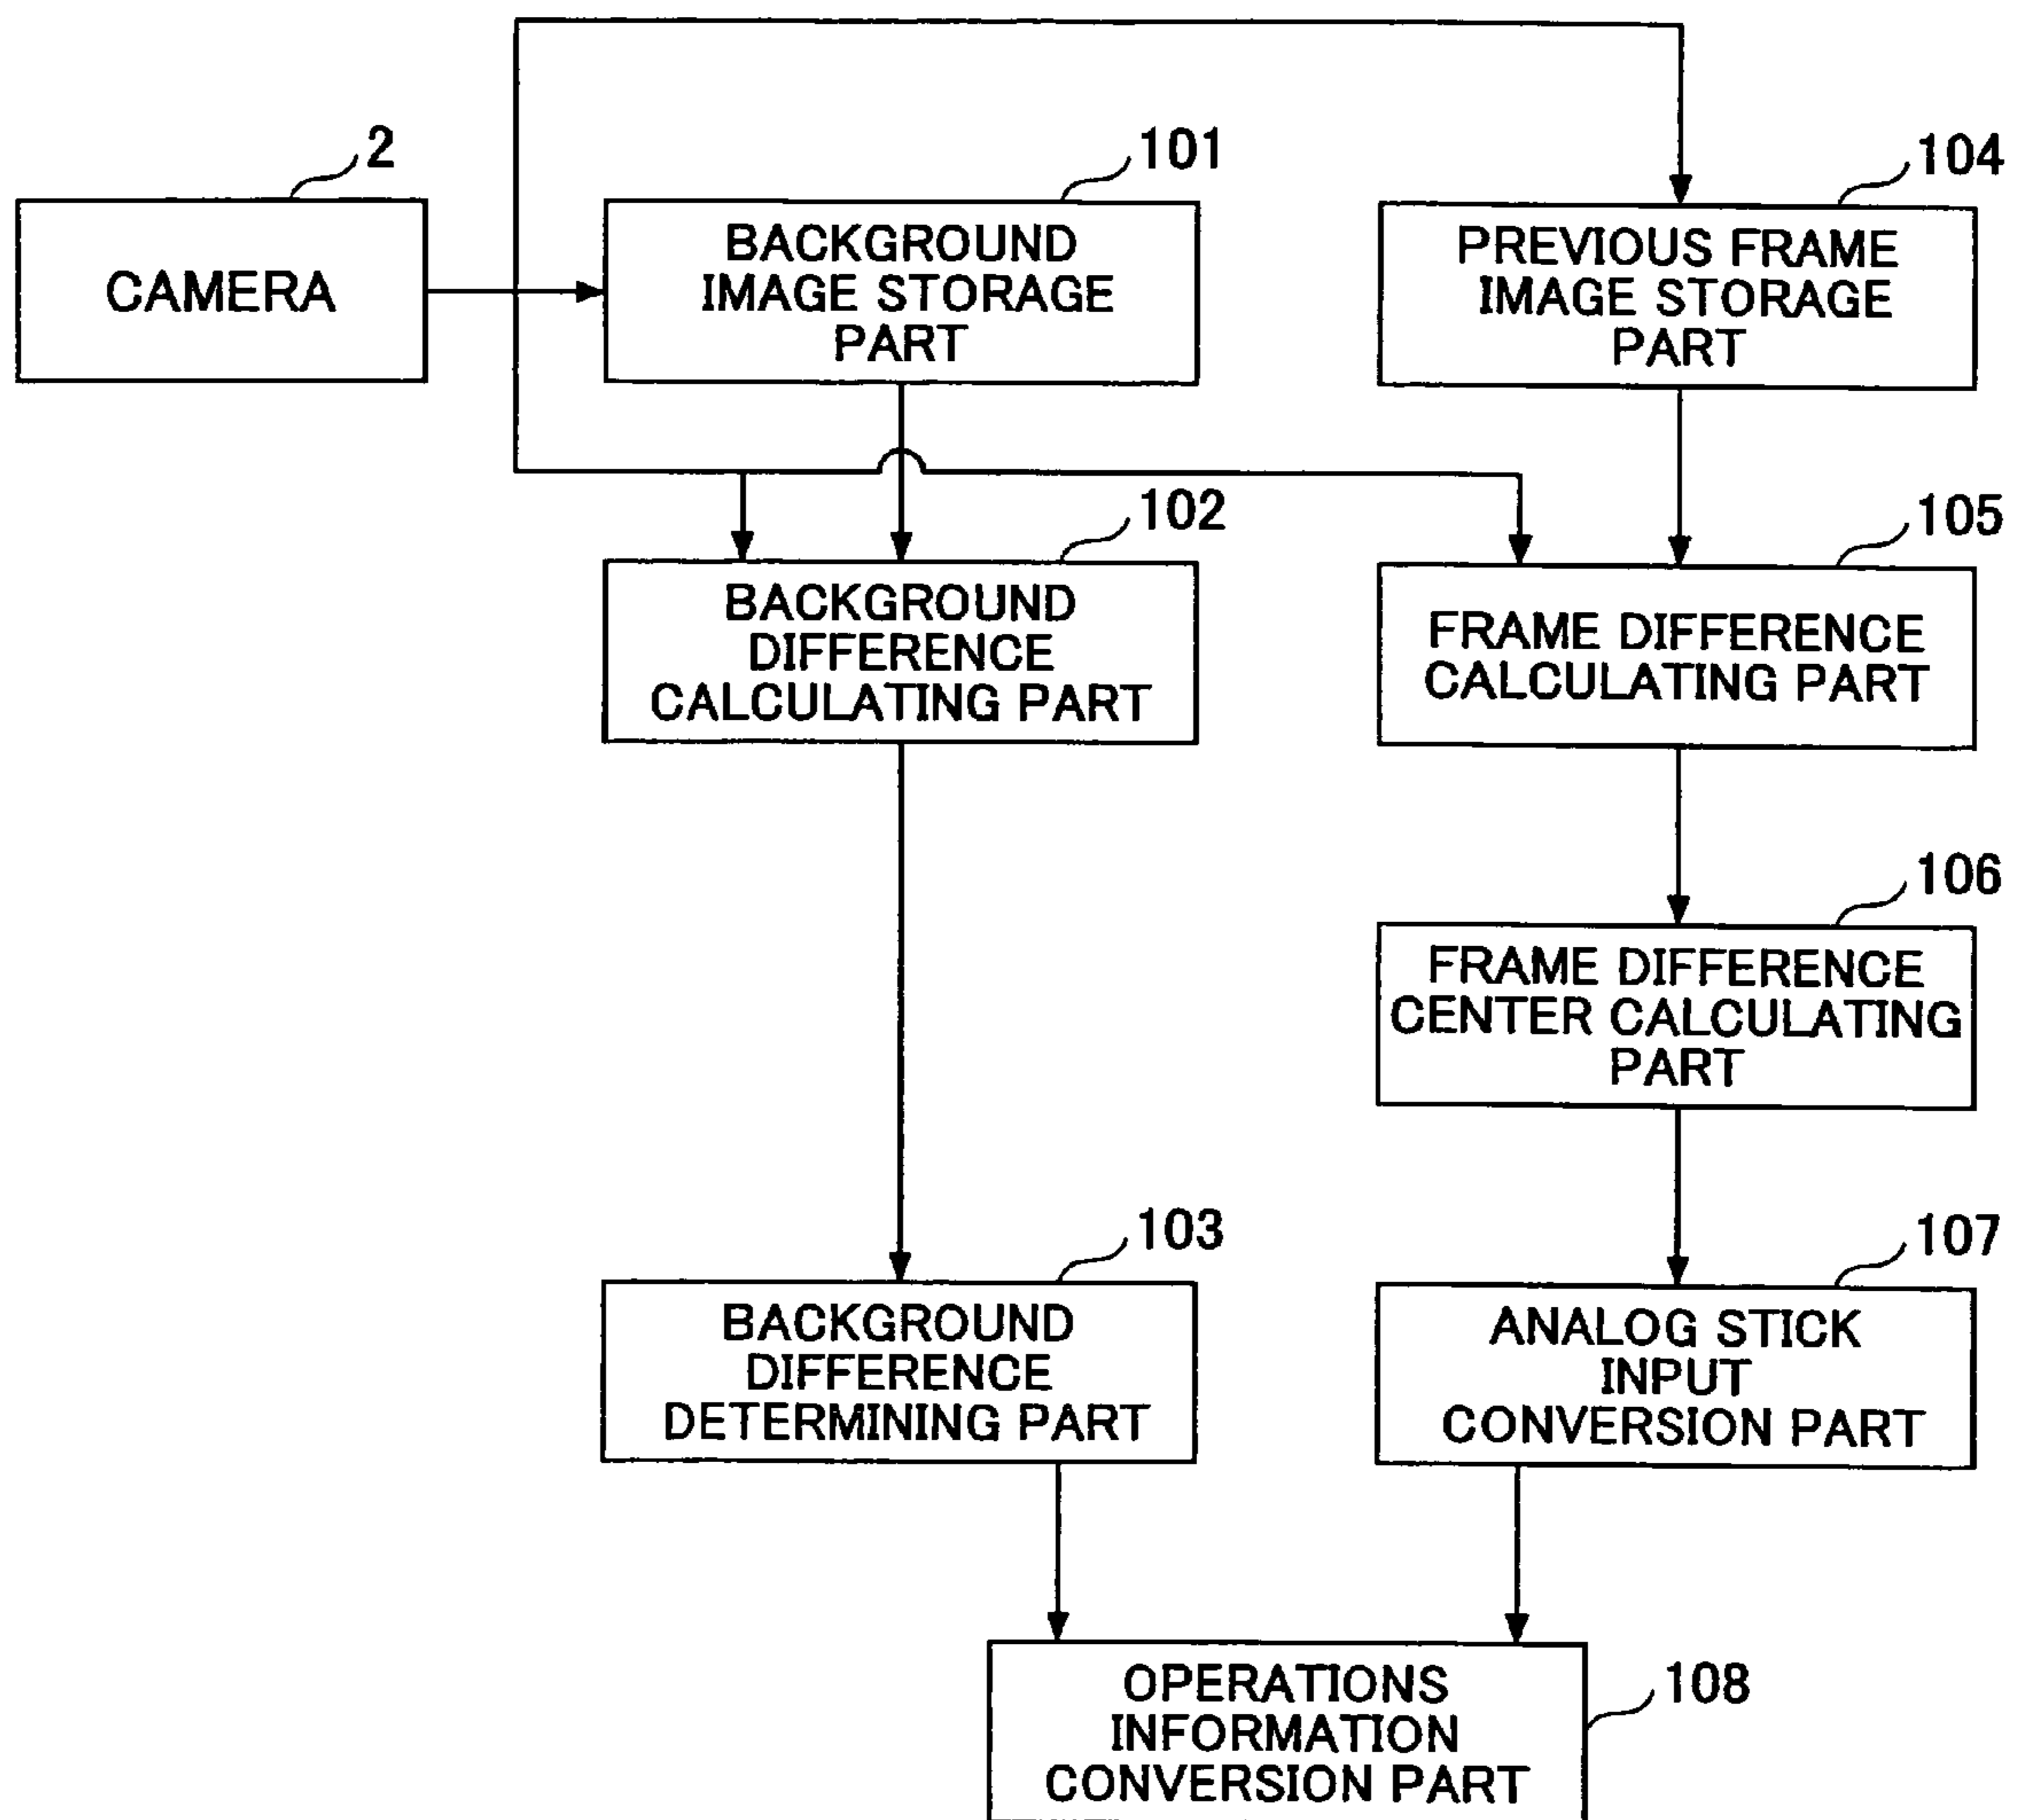 2
CAMERA
101
BACKGROUND
IMAGE STORAGE
PART
104
PREVIOUS FRAME
IMAGE STORAGE
PART
102
BACKGROUND
DIFFERENCE
CALCULATING PART
105
FRAME DIFFERENCE
CALCULATING PART
106
FRAME DIFFERENCE
CENTER CALCULATING
PART
103
BACKGROUND
DIFFERENCE
DETERMINING PART
107
ANALOG STICK
INPUT
CONVERSION PART
108
OPERATIONS
INFORMATION
CONVERSION PART